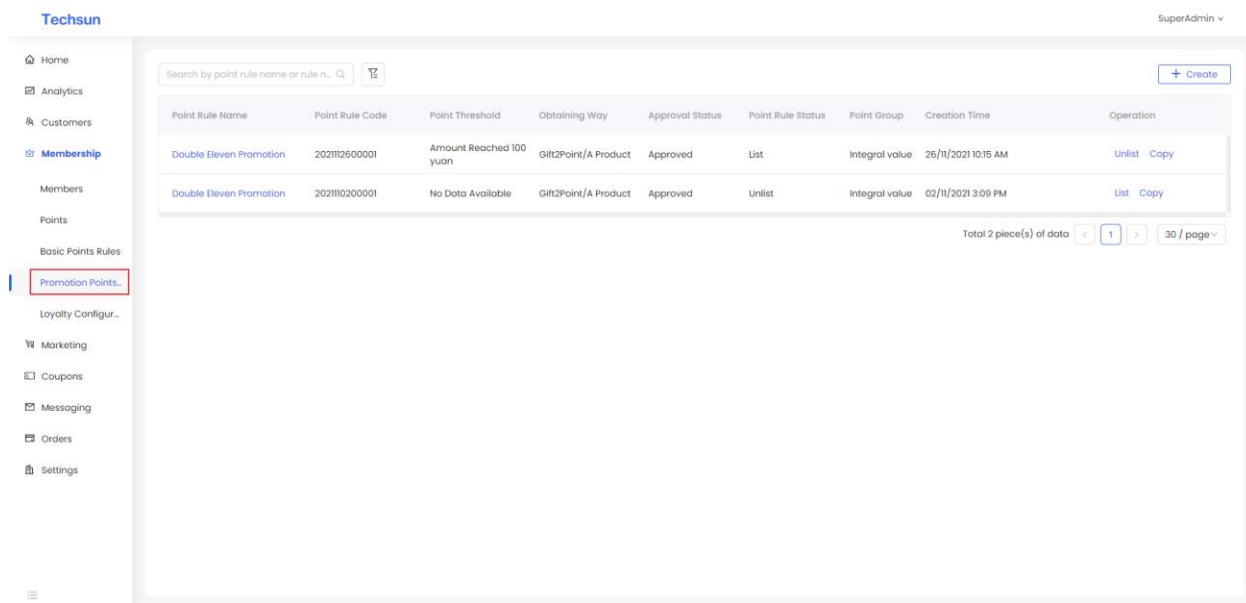 Techsun
SuperAdmin
Home
Analytics
Customers
Membership
Members
Points
Basic Points Rules
Promotion Points...
Loyalty Configur...
Marketing
Coupons
Messaging
Orders
Settings
Search by point rule name or rule n...
+ Create
Point Rule Name Point Rule Code Point Threshold Obtaining Way Approval Status Point Rule Status Point Group Creation Time Operation
Double Eleven Promotion 2021112600001 Amount Reached 100 yuan Gift2Point/A Product Approved List Integral value 26/11/2021 10:15 AM Unlist Copy
Double Eleven Promotion 2021110200001 No Data Available Gift2Point/A Product Approved Unlist Integral value 02/11/2021 3:09 PM List Copy
Total 2 piece(s) of data < 1 > 30 / page